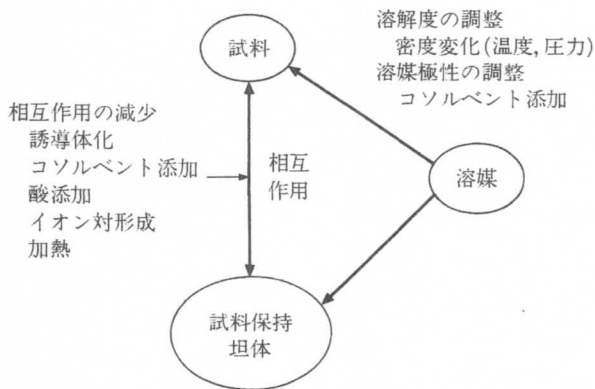 試料
溶解度の調整
密度変化(温度, 圧力)
溶媒極性の調整
コソルベント添加
相互作用の減少
誘導体化
コソルベント添加
酸添加
イオン対形成
加熱
相互
作用
溶媒
試料保持
坦体